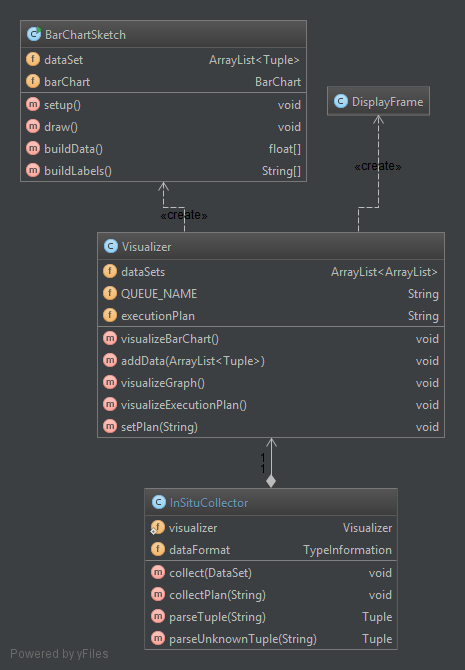 BarChartSketch
dataSet ArrayList<Tuple>
barChart BarChart
setup() void
draw() void
buildData() float[]
buildLabels() String[]
DisplayFrame
«create»
«create»
Visualizer
dataSets ArrayList<ArrayList>
QUEUE_NAME String
executionPlan String
visualizeBarChart() void
addData(ArrayList<Tuple>) void
visualizeGraph() void
visualizeExecutionPlan() void
setPlan(String) void
1
1
InSituCollector
visualizer Visualizer
dataFormat TypeInformation
collect(DataSet) void
collectPlan(String) void
parseTuple(String) Tuple
parseUnknownTuple(String) Tuple
Powered by yFiles